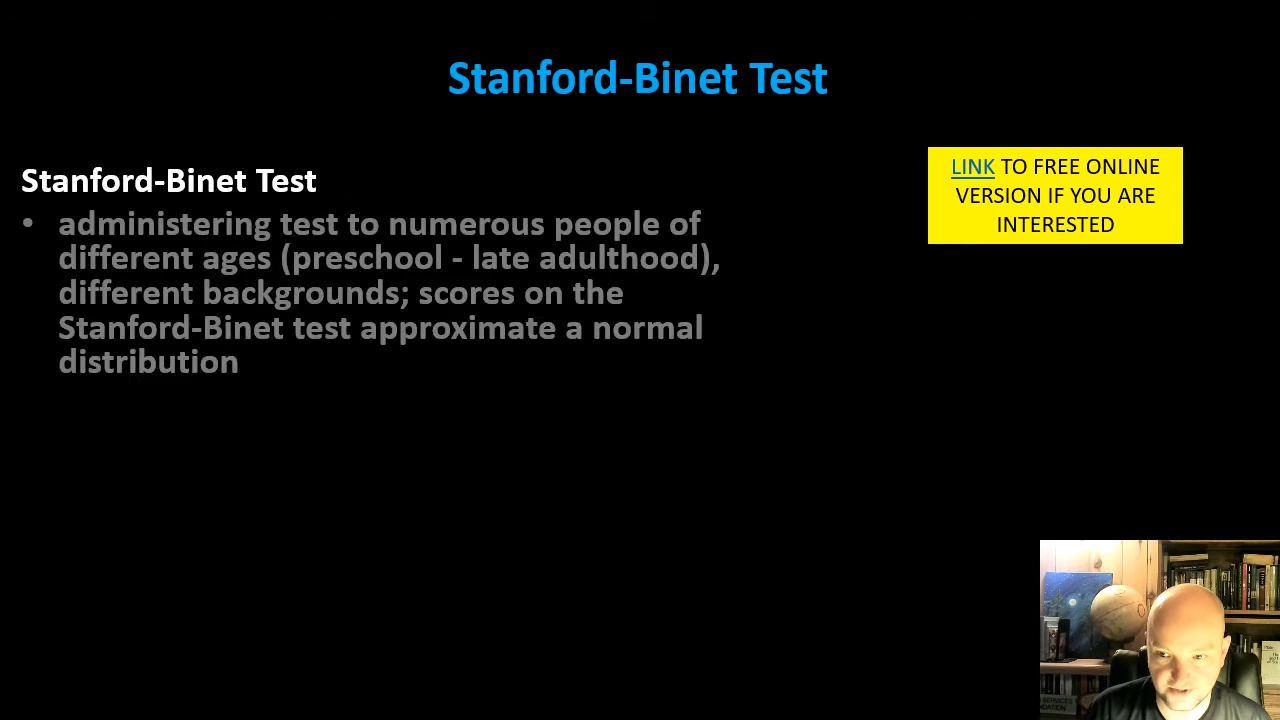 Stanford-Binet Test
Stanford-Binet Test
LINK TO FREE ONLINE
VERSION IF YOU ARE
INTERESTED
• administering test to numerous people of
different ages (preschool - late adulthood),
different backgrounds; scores on the
Stanford-Binet test approximate a normal
distribution